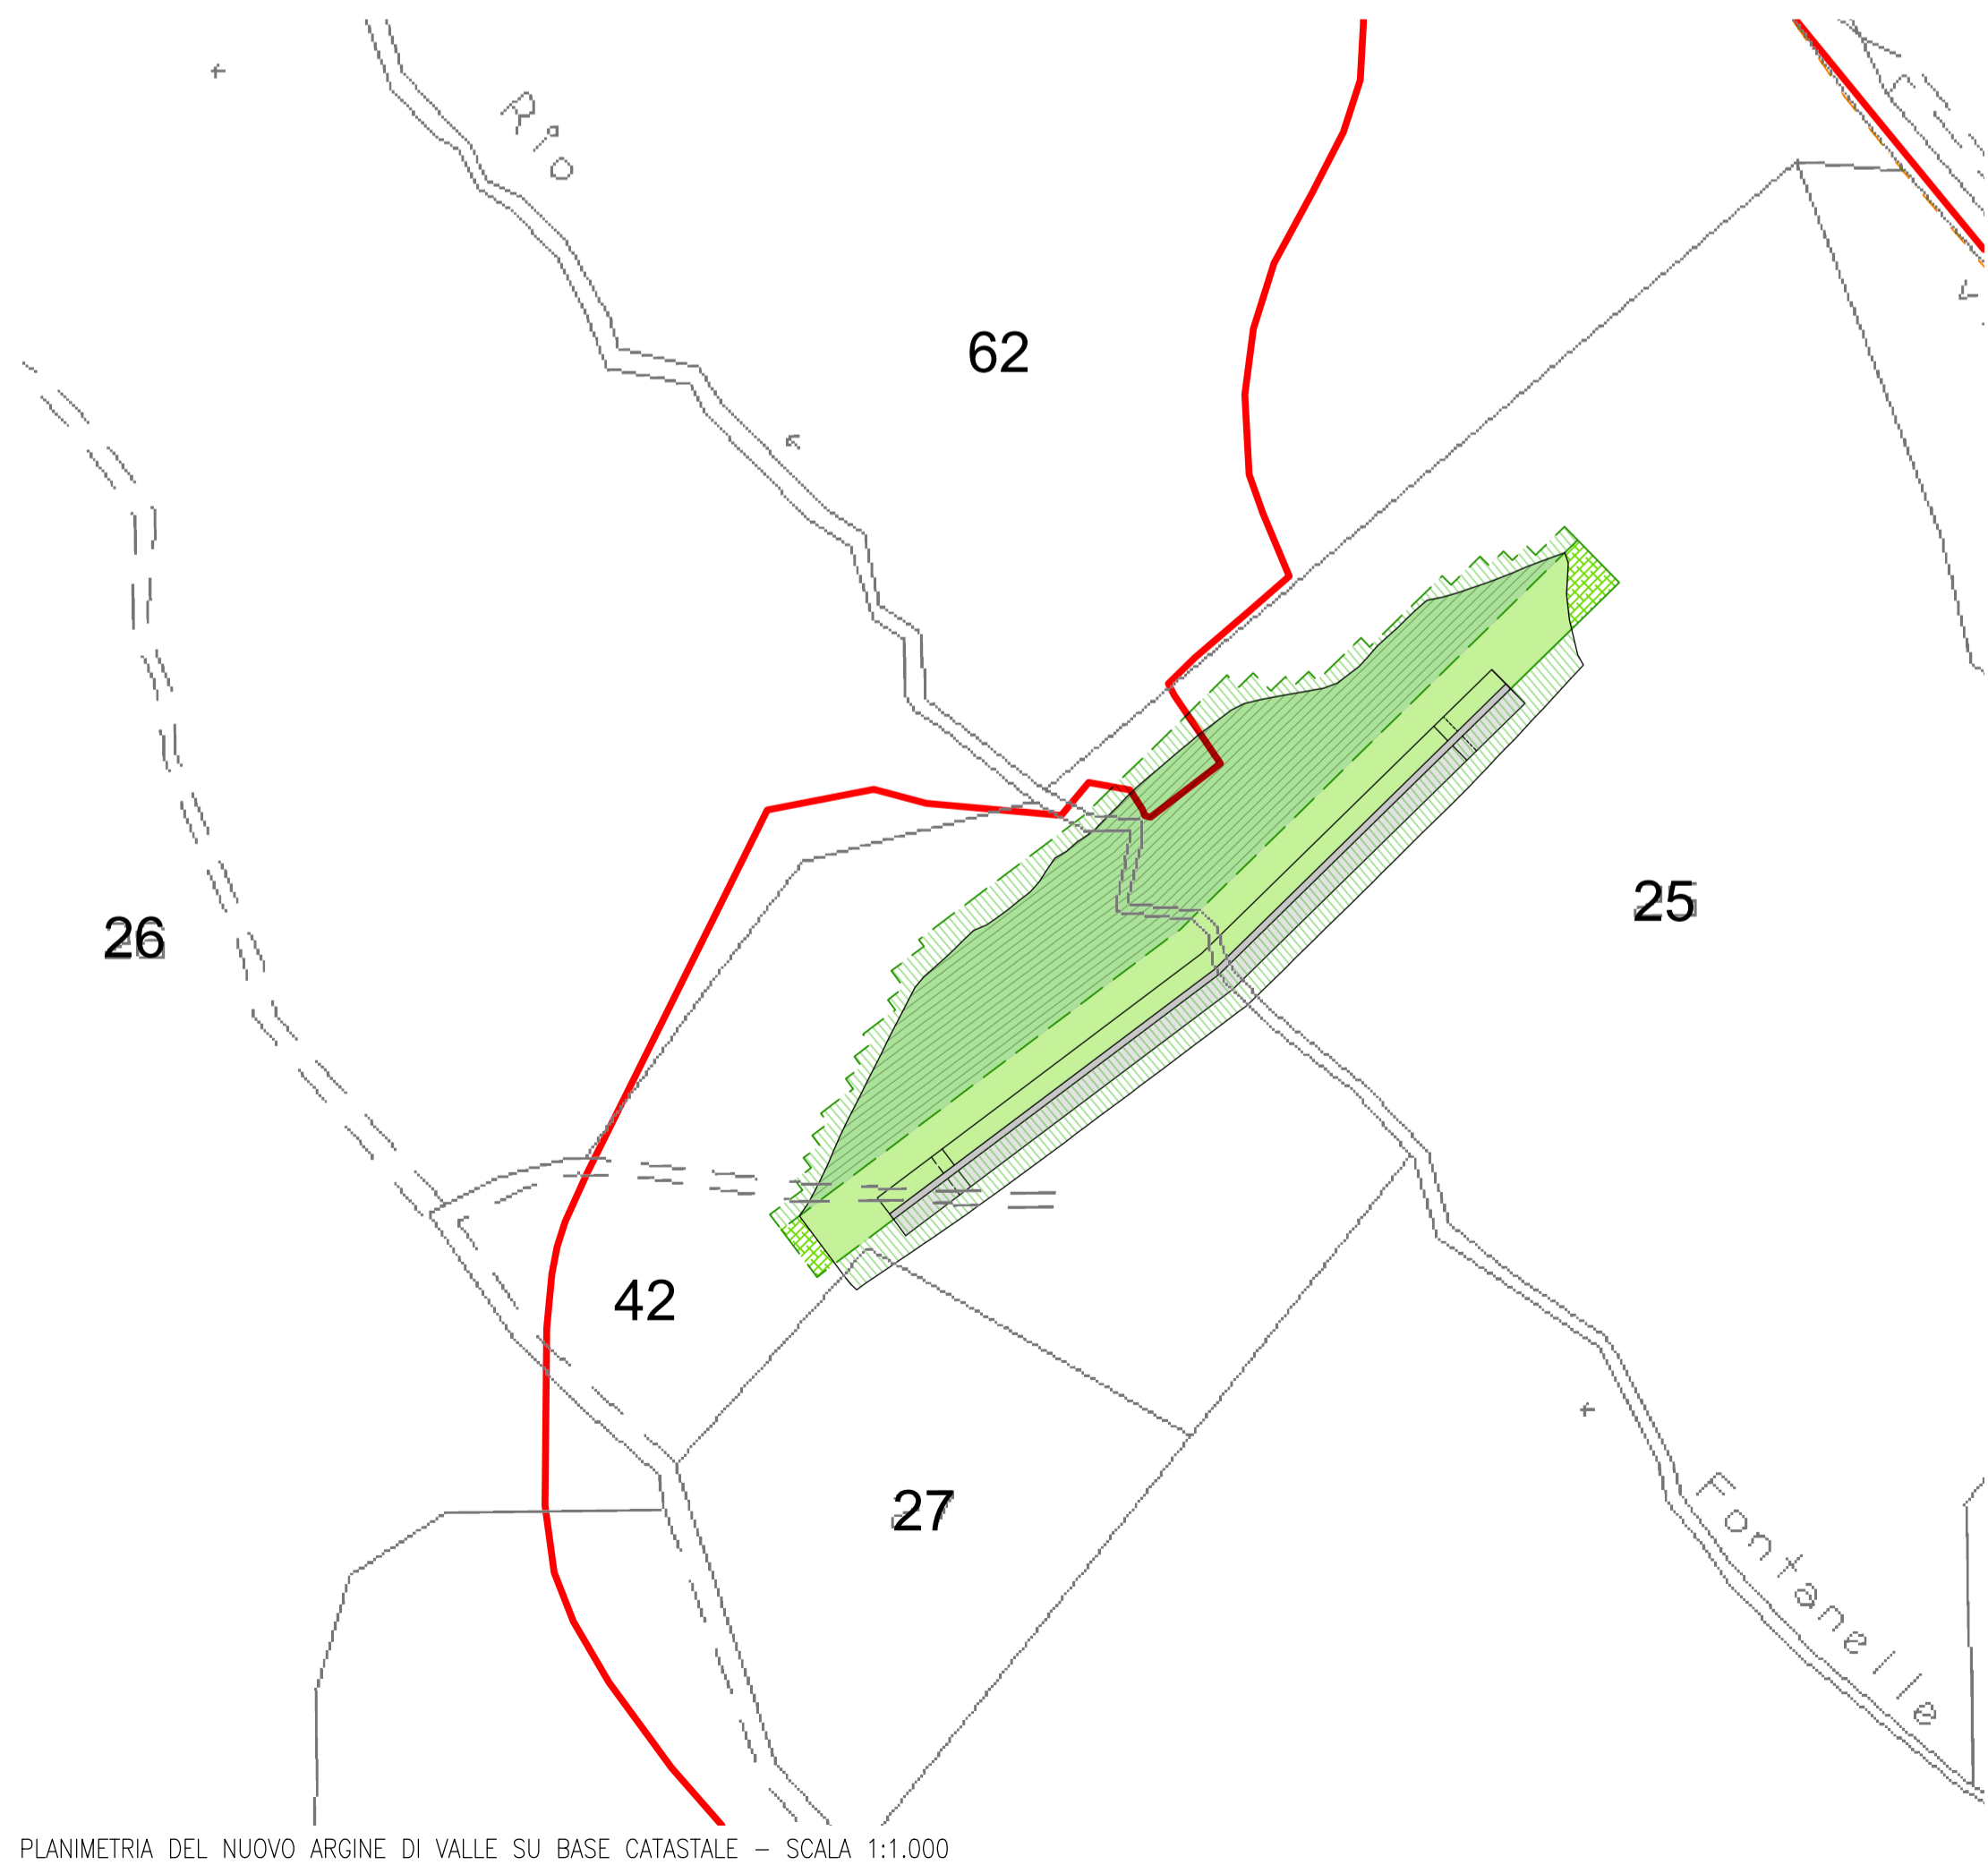 Rio
62
25
26
42
27
Fontanelle
PLANIMETRIA DEL NUOVO ARGINE DI VALLE SU BASE CATASTALE – SCALA 1:1.000